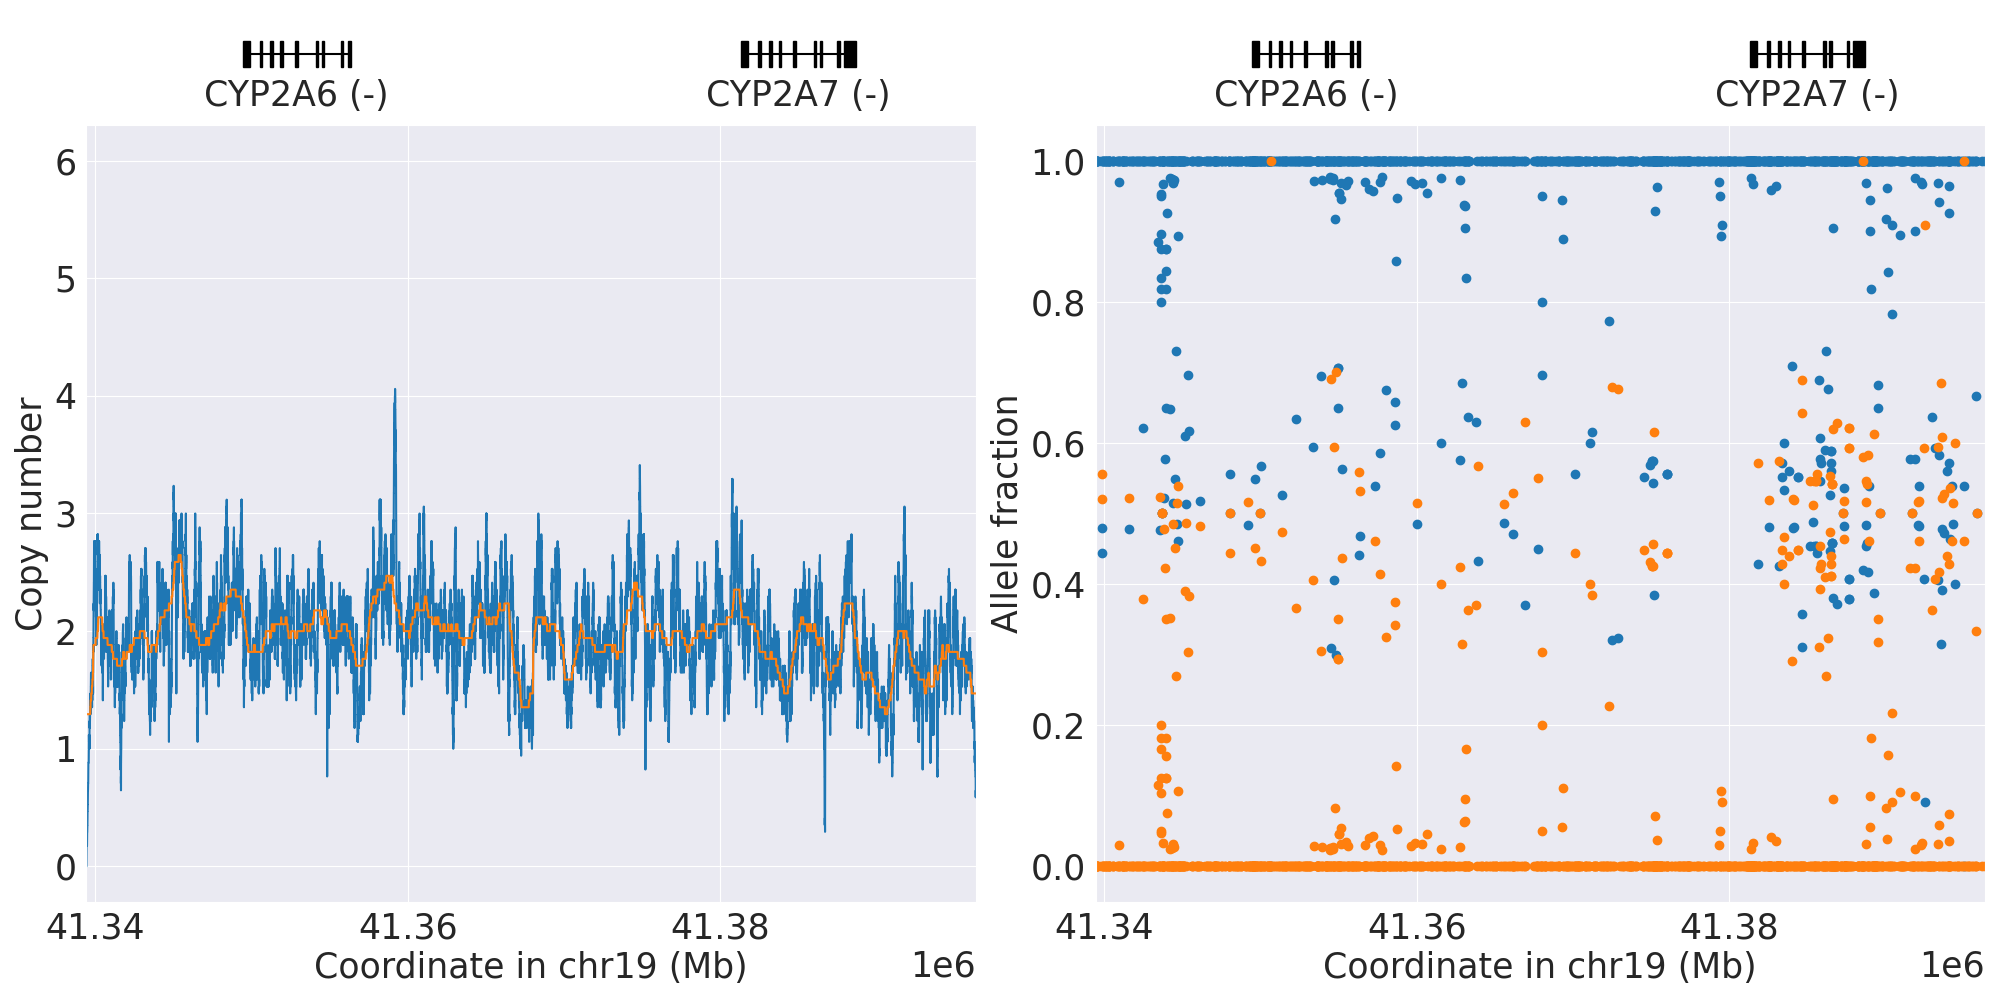 CYP2A6 (-)
CYP2A7 (-)
6
5
4
3
2
1
0
Copy number
41.34
41.36
41.38
Coordinate in chr19 (Mb)
1e6
CYP2A6 (-)
CYP2A7 (-)
1.0
0.8
0.6
0.4
0.2
0.0
Allele fraction
41.34
41.36
41.38
Coordinate in chr19 (Mb)
1e6